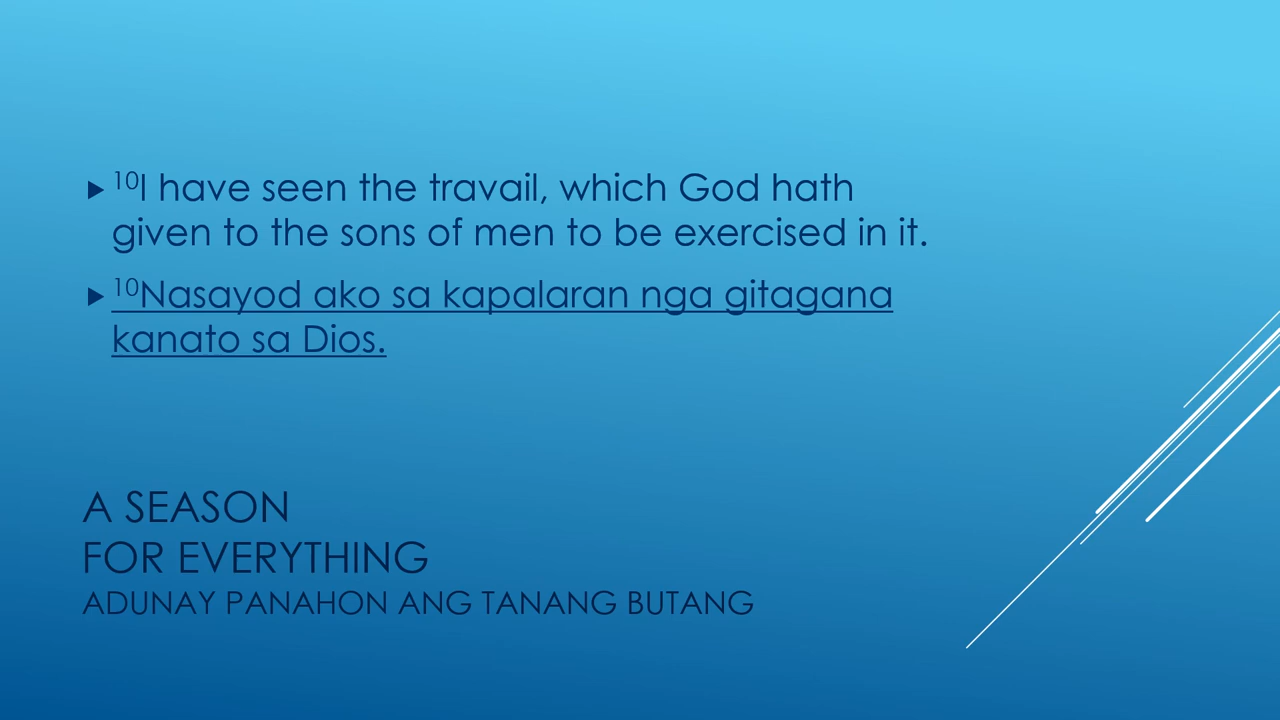 10I have seen the travail, which God hath
given to the sons of men to be exercised in it.
10Nasayod ako sa kapalaran nga gitagana
kanato sa Dios.
A SEASON
FOR EVERYTHING
ADUNAY PANAHON ANG TANANG BUTANG